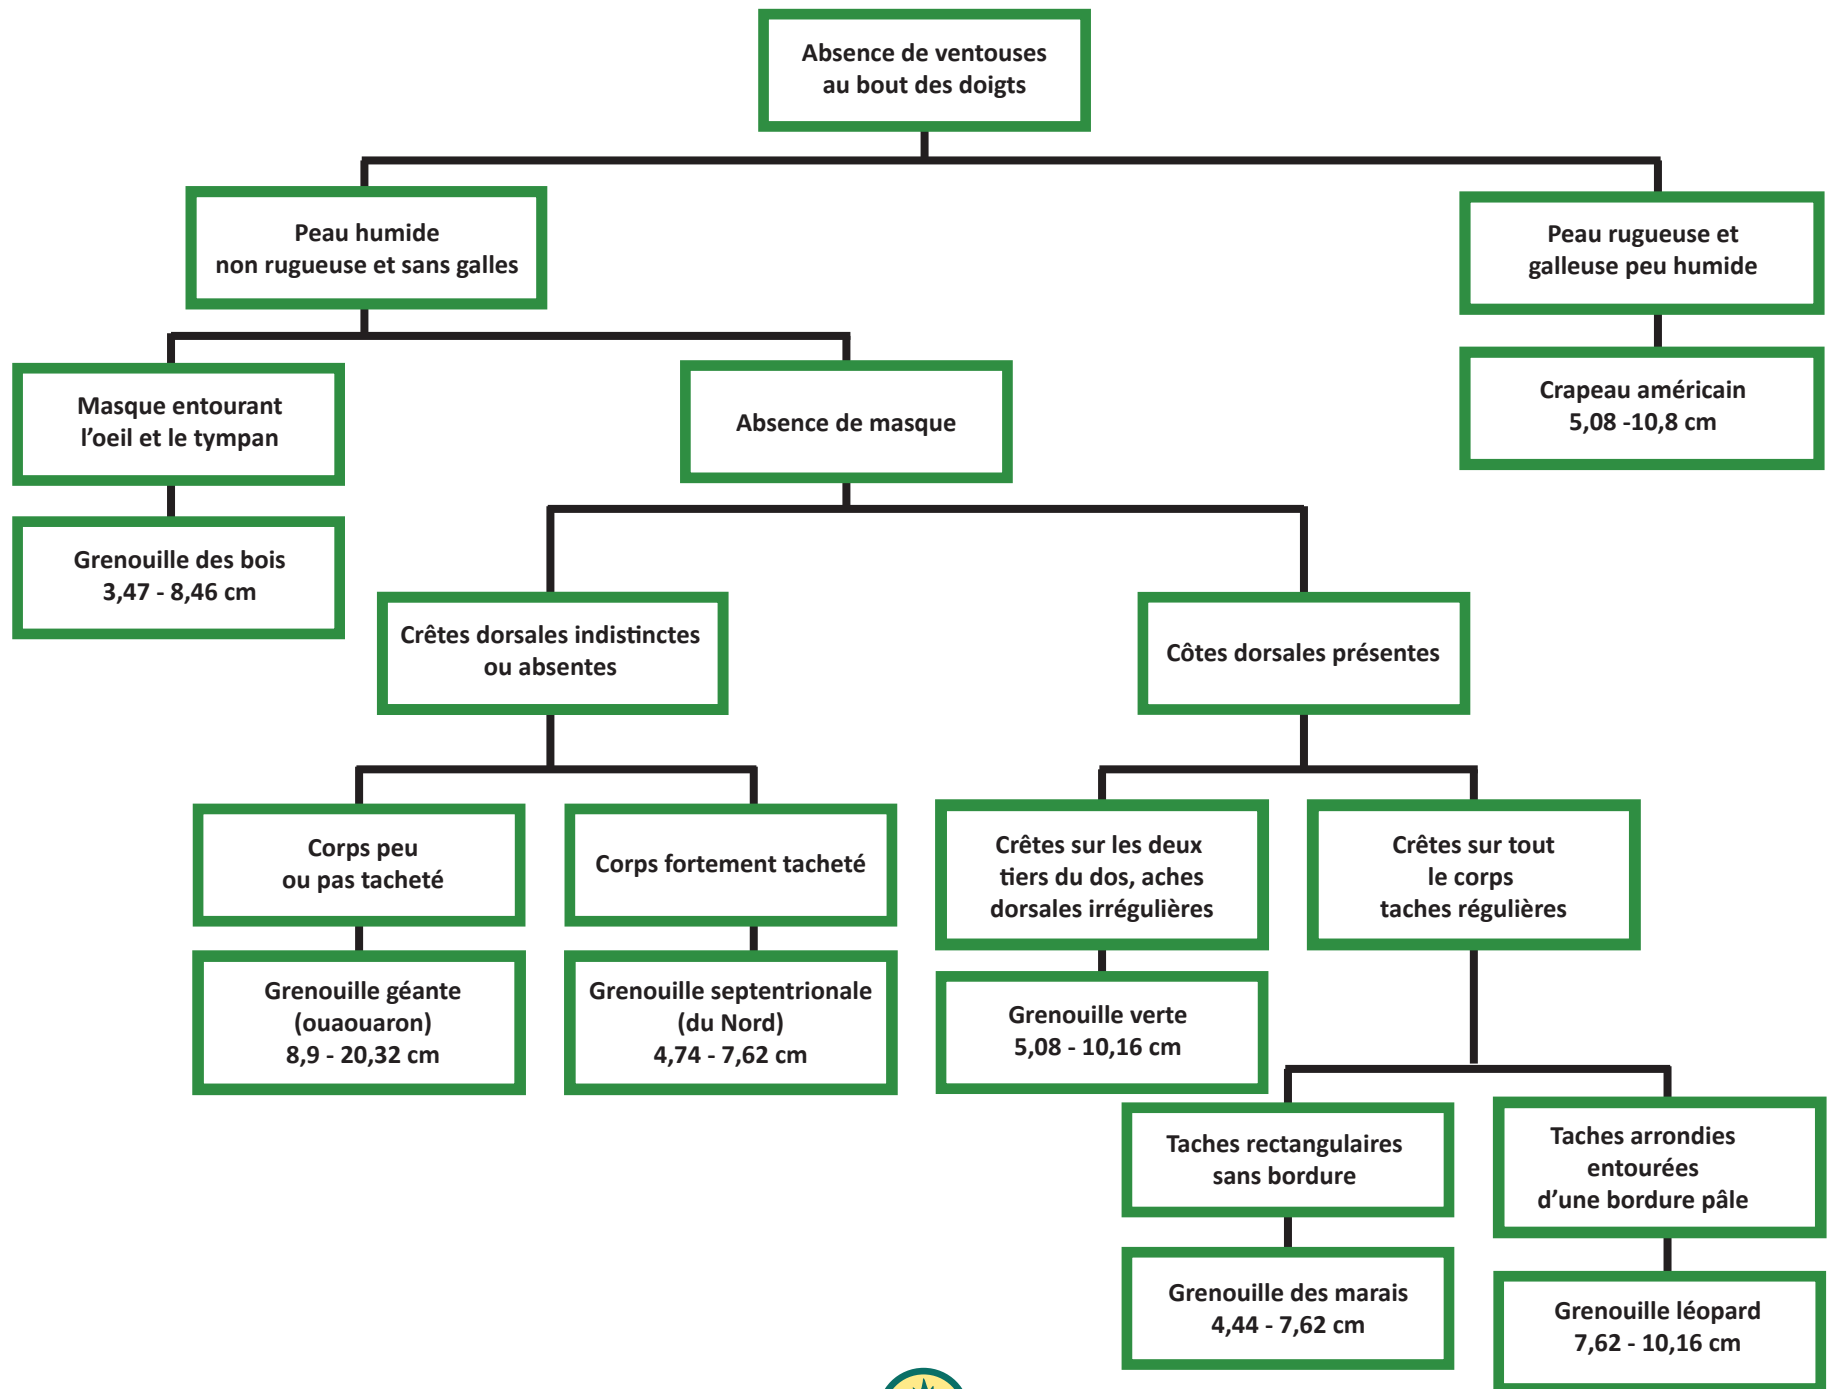 Absence de ventouses
au bout des doigts
Peau humide
non rugueuse et sans galles
Peau rugueuse et
galleuse peu humide
Masque entourant
l’oeil et le tympan
Absence de masque
Crapeau américain
5,08 -10,8 cm
Grenouille des bois
3,47 - 8,46 cm
Crêtes dorsales indistinctes
ou absentes
Côtes dorsales présentes
Corps peu
ou pas tacheté
Corps fortement tacheté
Crêtes sur les deux
tiers du dos, aches
dorsales irrégulières
Crêtes sur tout
le corps
taches régulières
Grenouille géante
(ouaouaron)
8,9 - 20,32 cm
Grenouille septentrionale
(du Nord)
4,74 - 7,62 cm
Grenouille verte
5,08 - 10,16 cm
Taches rectangulaires
sans bordure
Taches arrondies
entourées
d’une bordure pâle
Grenouille des marais
4,44 - 7,62 cm
Grenouille léopard
7,62 - 10,16 cm